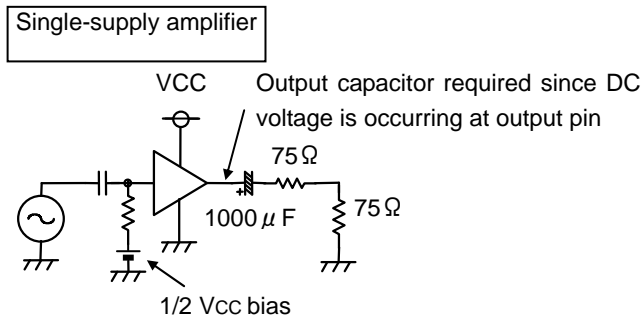 Single-supply amplifier
VCC
Output capacitor required since DC
voltage is occurring at output pin
75Ω
+
1000μF
75Ω
1/2 VCC bias